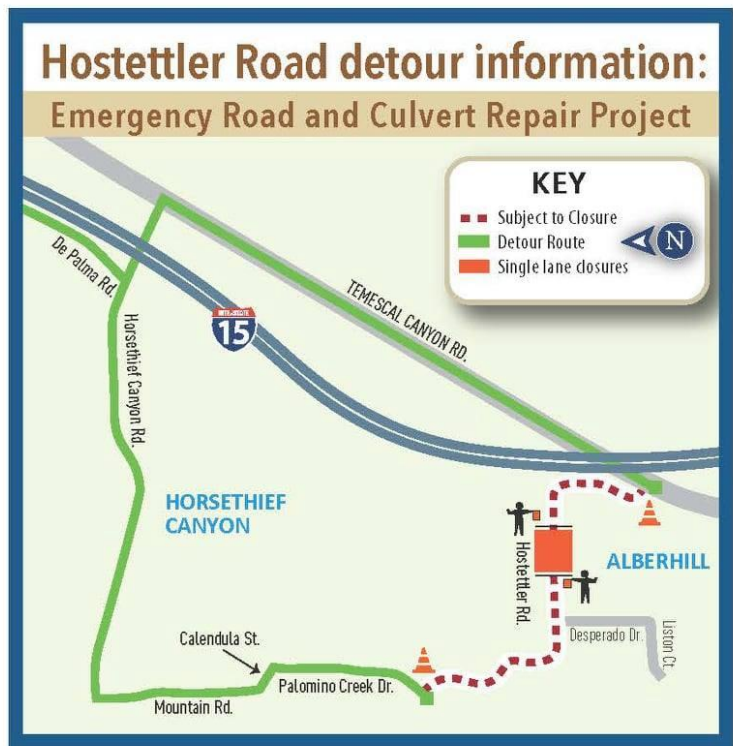 Hostettler Road detour information:
Emergency Road and Culvert Repair Project
KEY
Subject to Closure
Detour Route
Single lane closures
N
De Palma Rd.
INTERSTATE
15
TEMESCAL CANYON RD.
Horsethief Canyon Rd.
HORSETHIEF
CANYON
Hostettler Rd.
ALBERHILL
Desperado Dr.
Liston Ct.
Calendula St.
Palomino Creek Dr.
Mountain Rd.